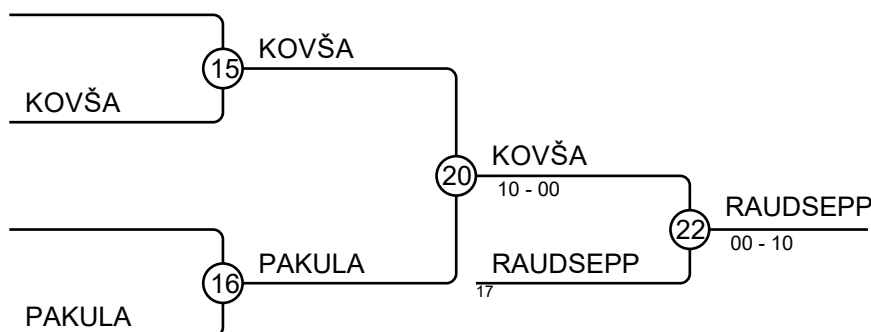 KOVŠA
15
KOVŠA
KOVŠA
20
10 - 00
RAUDSEPP
22
00 - 10
RAUDSEPP
17
PAKULA
16
PAKULA